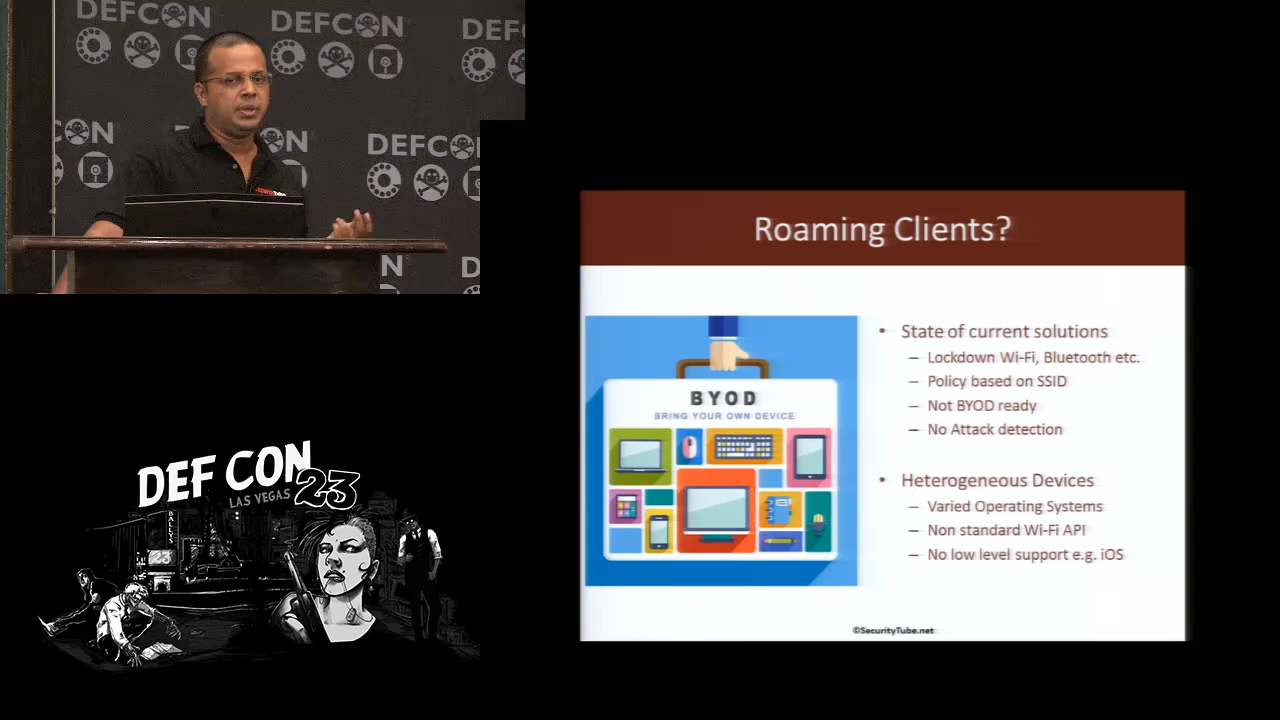 DEFCON
DEFCON
DEFCON
DEFCON
Roaming Clients?
BYOD
BRING YOUR OWN DEVICE
• State of current solutions
– Lockdown Wi-Fi, Bluetooth etc.
– Policy based on SSID
– Not BYOD ready
– No Attack detection
• Heterogeneous Devices
– Varied Operating Systems
– Non standard Wi-Fi API
– No low level support e.g. iOS
©SecurityTube.net
DEF CON 23
LAS VEGAS
BALLYS